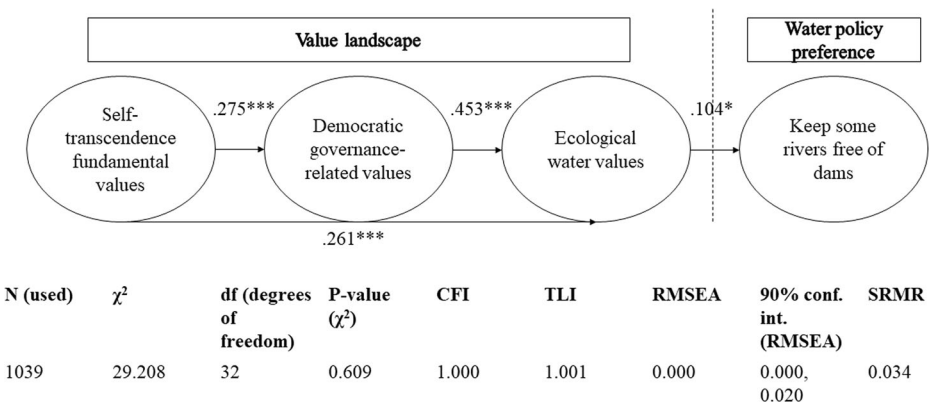 Value landscape
Water policy
preference
Self-
transcendence
fundamental
values
.275***
Democratic
governance-
related values
.453***
Ecological
water values
.104*
Keep some
rivers free of
dams
.261***
N (used) χ² df (degrees P-value CFI TLI RMSEA 90% conf. SRMR
of (χ²) int.
freedom) (RMSEA)
1039 29.208 32 0.609 1.000 1.001 0.000 0.000, 0.034
0.020